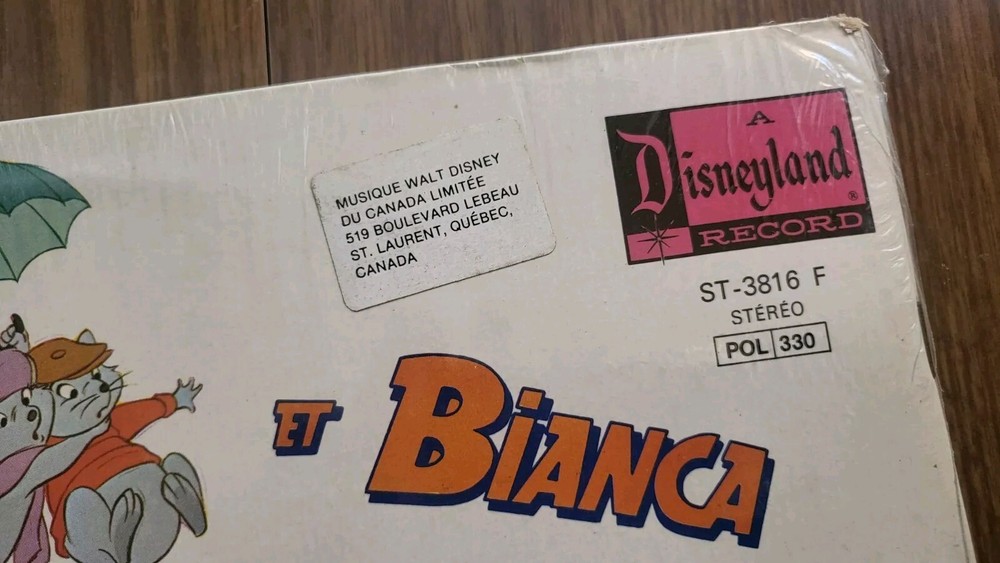 MUSIQUE WALT DISNEY
DU CANADA LIMITÉE
519 BOULEVARD LEBEAU
ST. LAURENT, QUÉBEC,
CANADA
A
Disneyland®
RECORD
ST-3816 F
STÉRÉO
POL 330
ET BIANCA